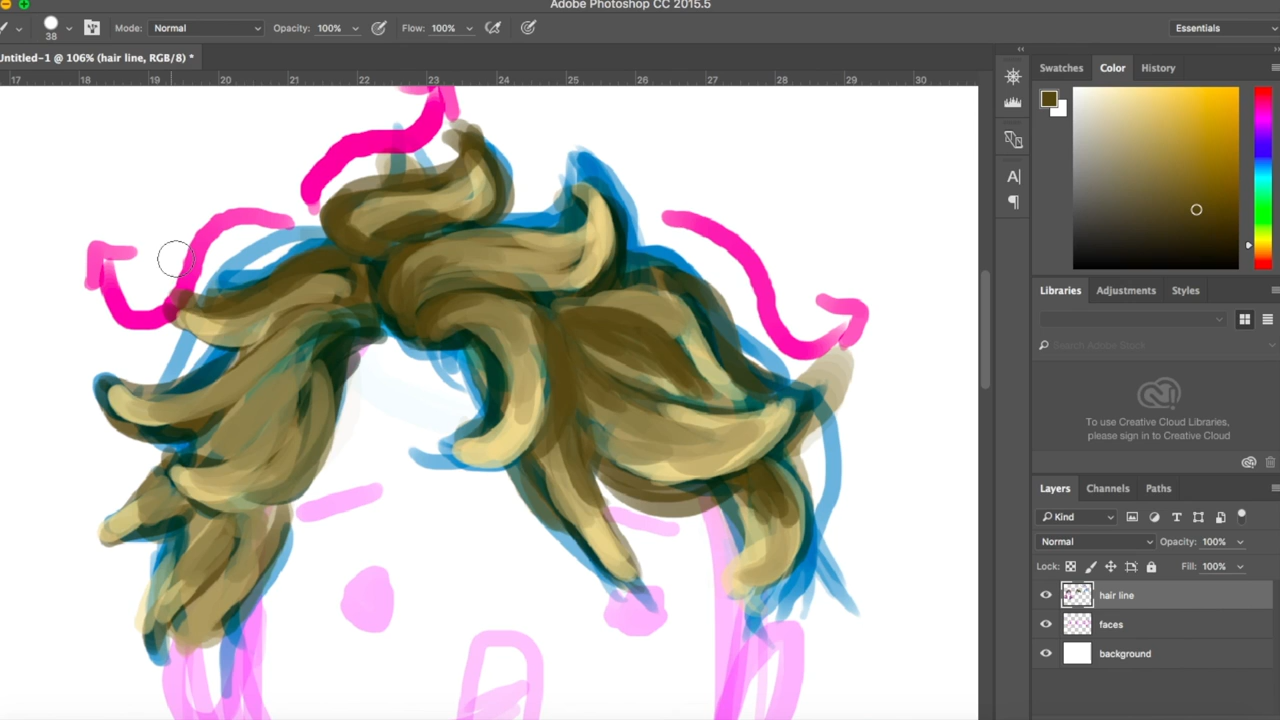 Adobe Photoshop CC 2015.5
38
Mode: Normal
Opacity: 100%
Flow: 100%
Essentials
Untitled-1 @ 106% (hair line, RGB/8) *
17 18 19 20 21 22 23 24 25 26 27 28 29 30
Swatches Color History
A|
Libraries Adjustments Styles
Search Adobe Stock
To use Creative Cloud Libraries,
please sign in to Creative Cloud
Layers Channels Paths
Kind
T
Normal Opacity: 100%
Lock: Fill: 100%
hair line
faces
background